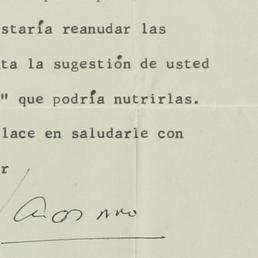 staría reanudar las
ta la sugestión de usted
" que podría nutrirlas.
lace en saludarle con
r